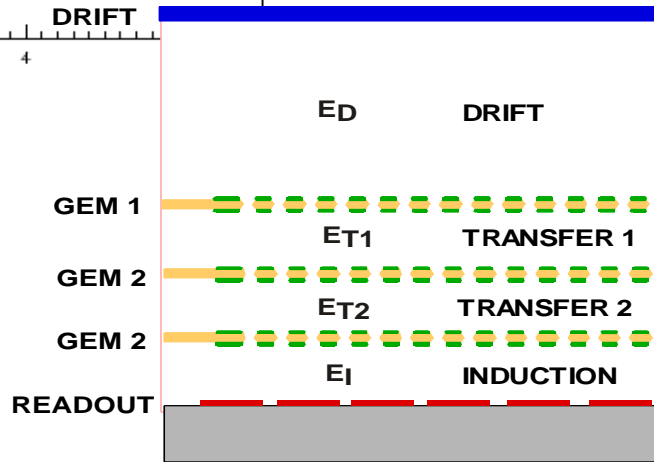 DRIFT
4
ED DRIFT
GEM 1
ET1 TRANSFER 1
GEM 2
ET2 TRANSFER 2
GEM 2
EI INDUCTION
READOUT